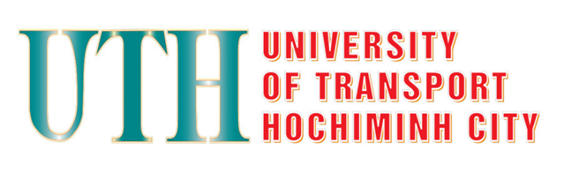 UTH
UNIVERSITY
OF TRANSPORT
HOCHIMINH CITY